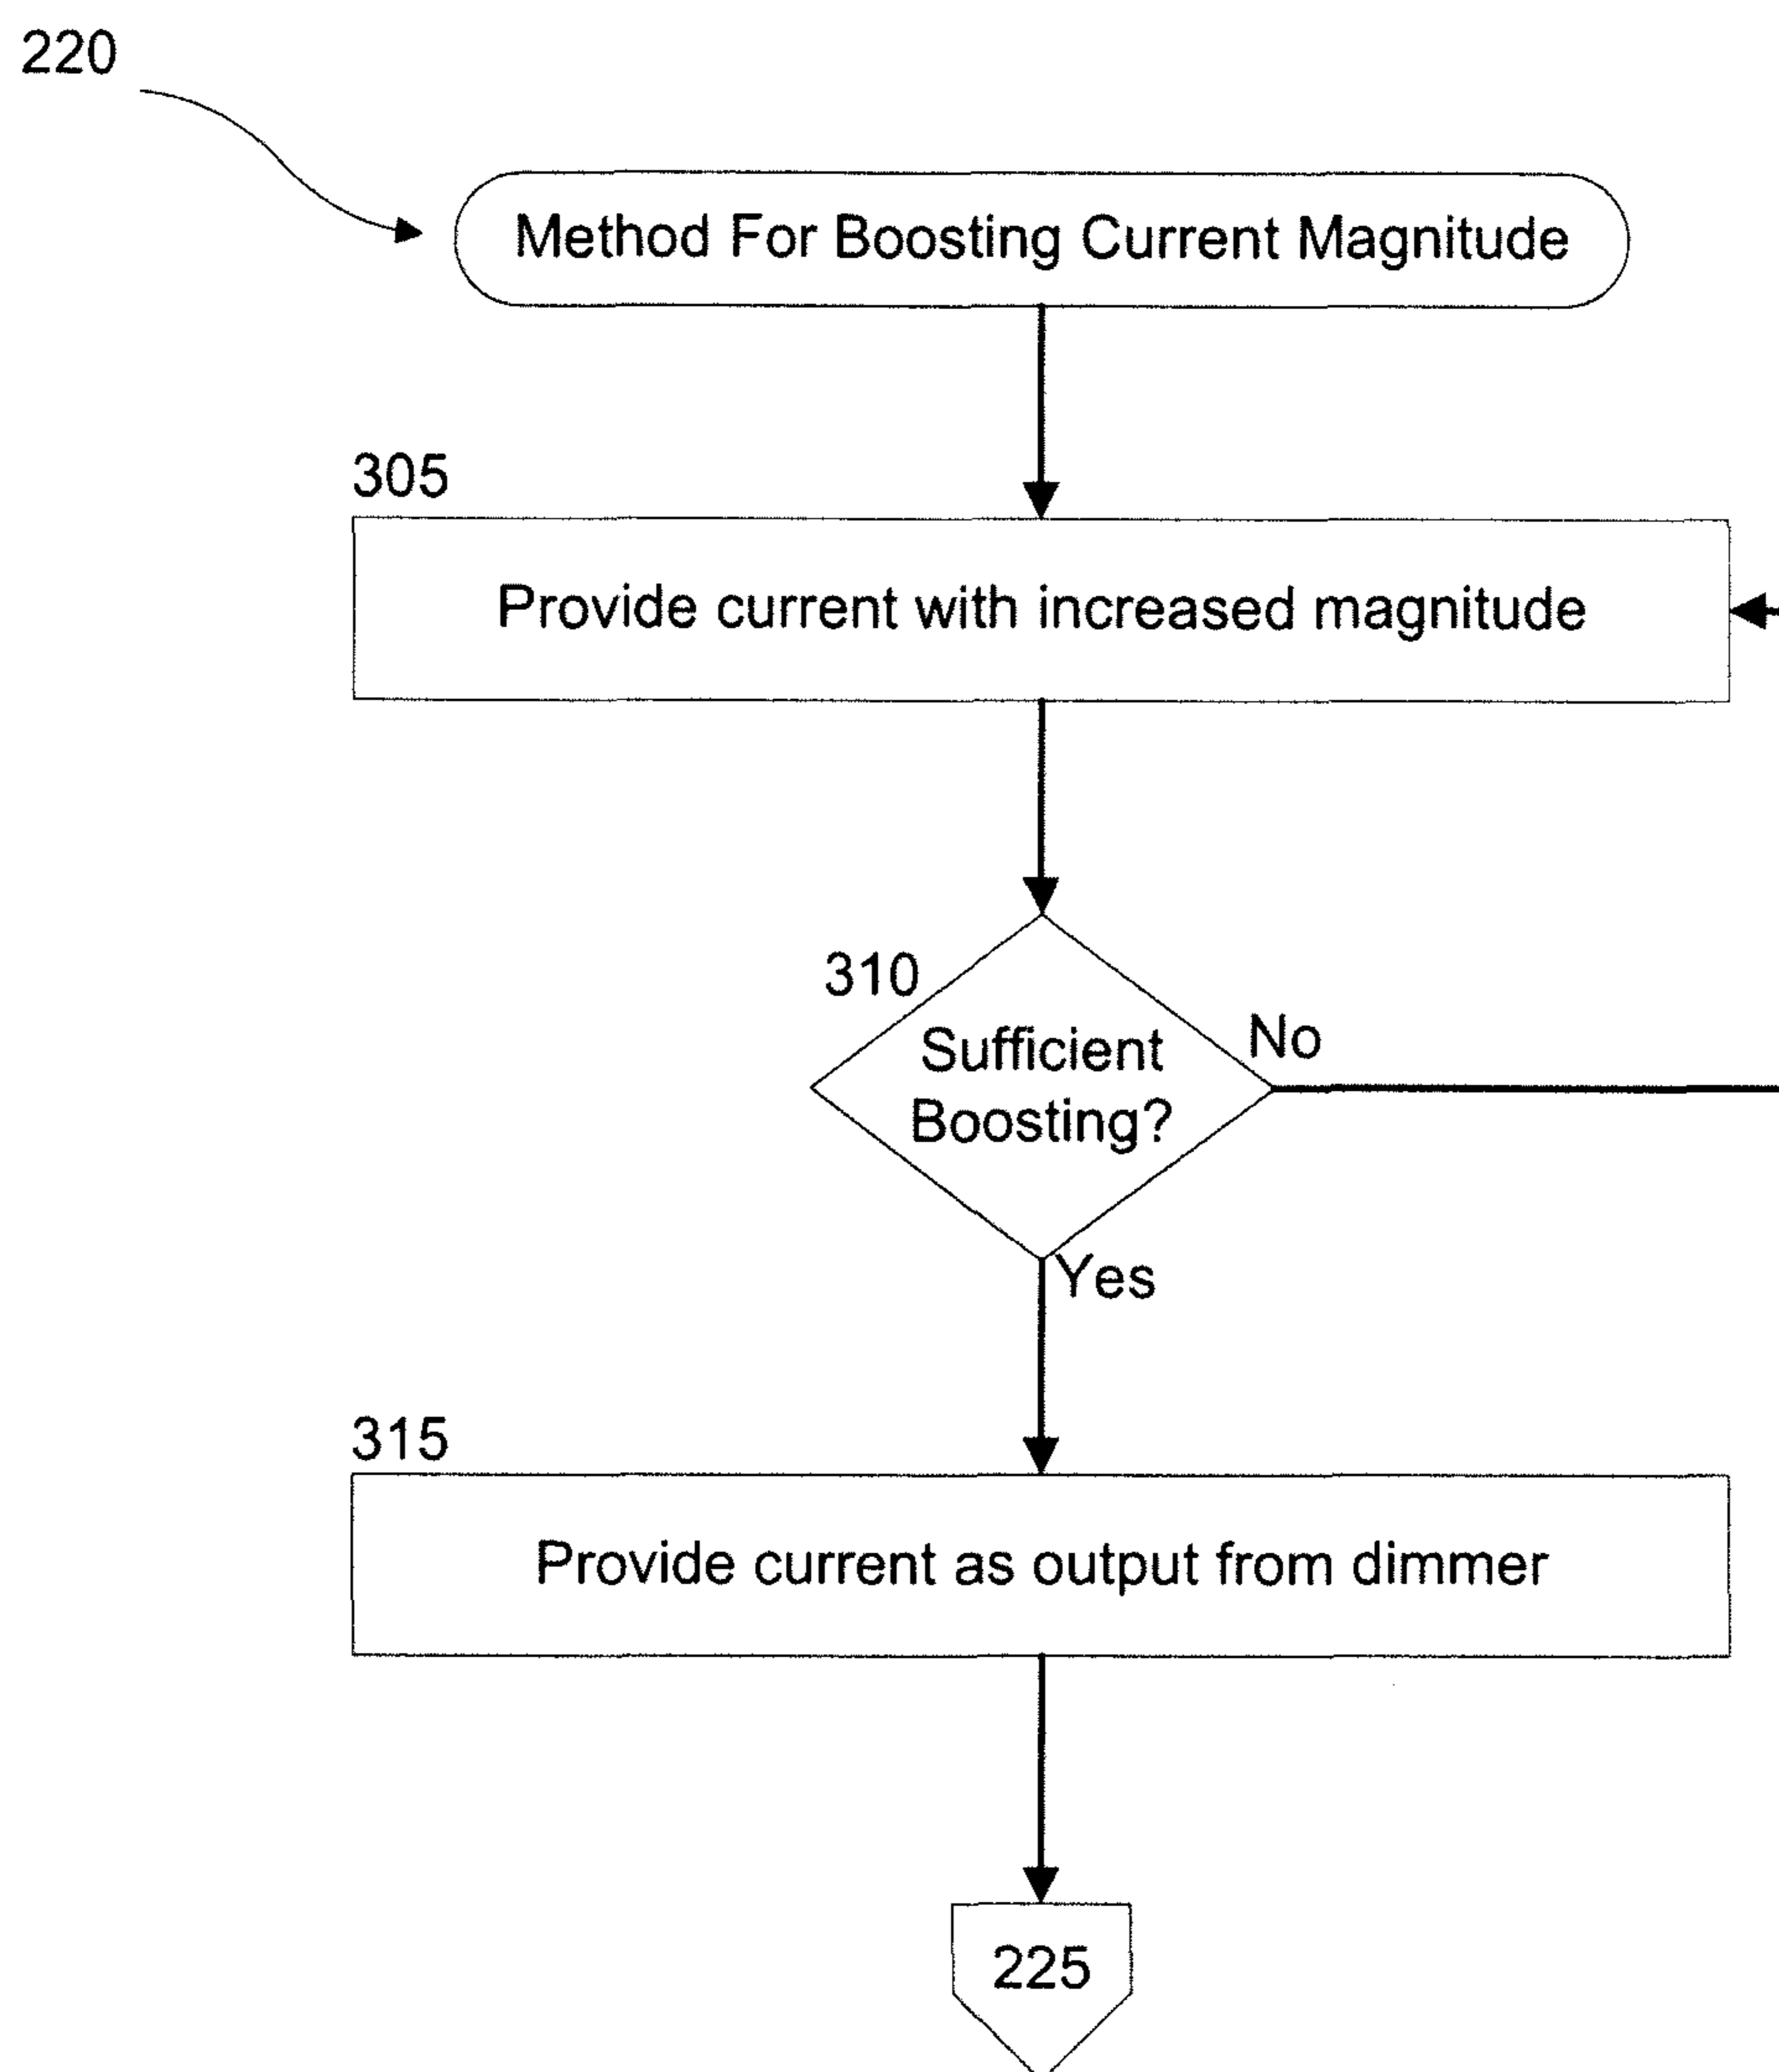 220
Method For Boosting Current Magnitude
305
Provide current with increased magnitude
310
Sufficient
Boosting?
No
Yes
315
Provide current as output from dimmer
225